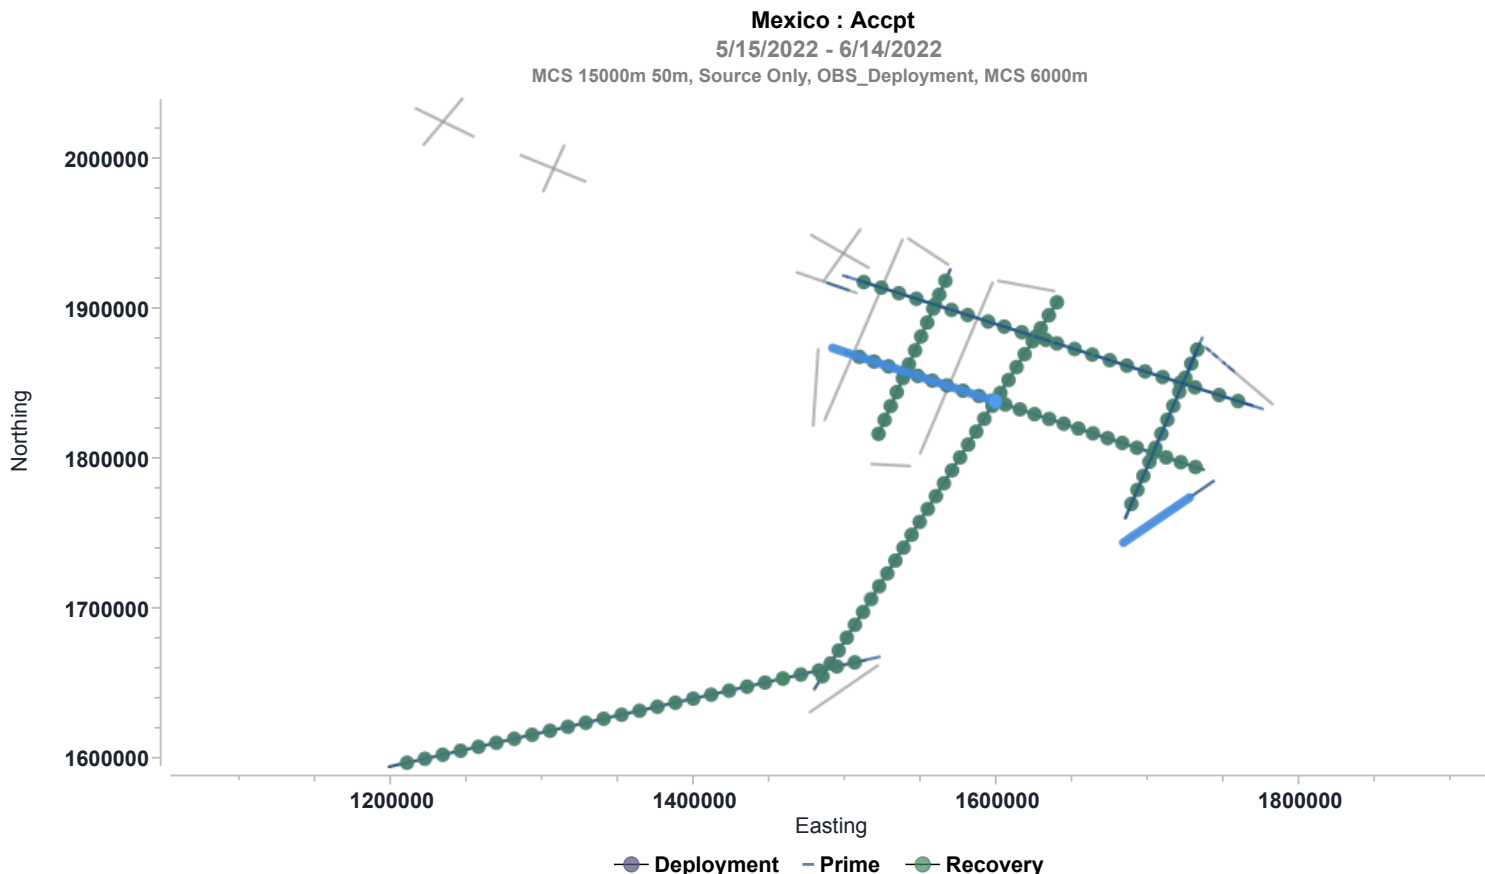 Mexico : Accpt
5/15/2022 - 6/14/2022
MCS 15000m 50m, Source Only, OBS_Deployment, MCS 6000m
Northing
2000000
1900000
1800000
1700000
1600000
1200000 1400000 1600000 1800000
Easting
Deployment Prime Recovery